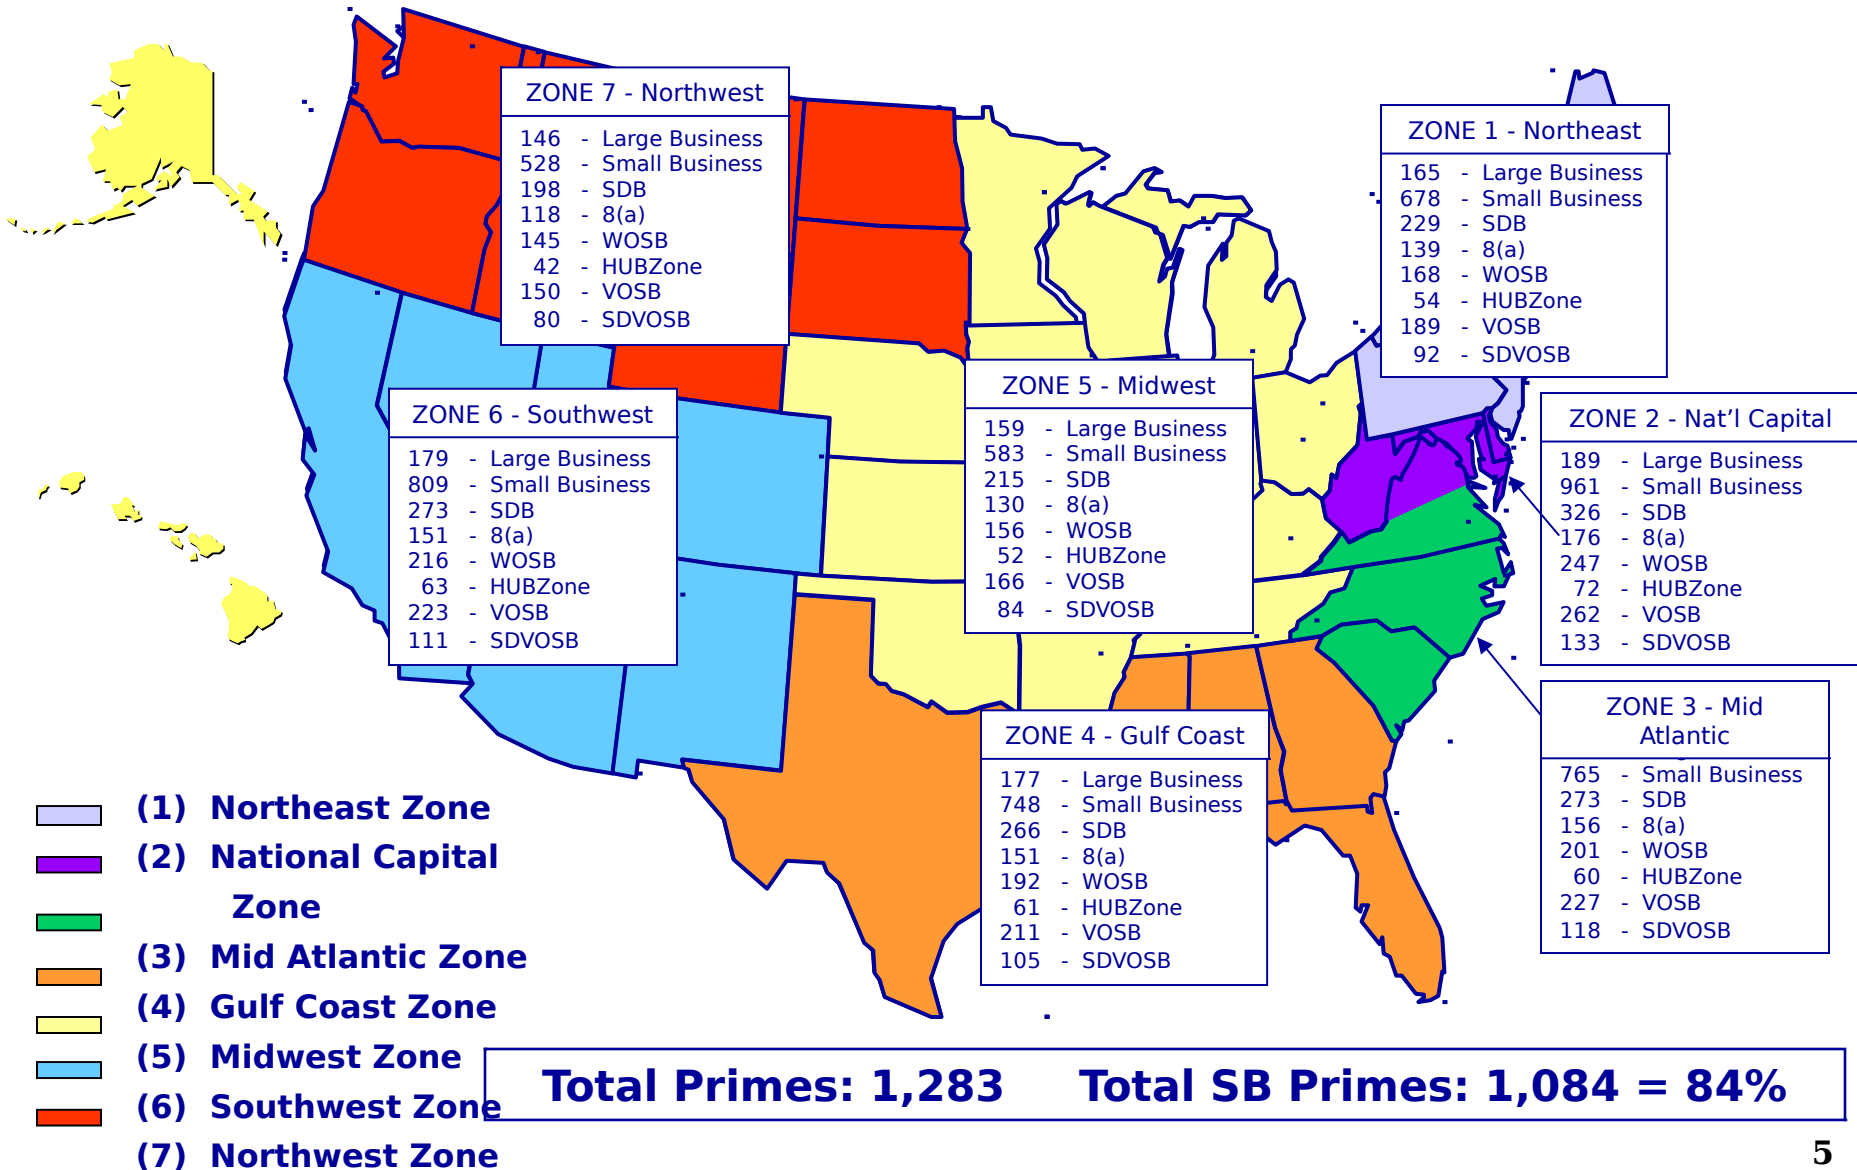 ZONE 7 - Northwest
146 - Large Business
528 - Small Business
198 - SDB
118 - 8(a)
145 - WOSB
42 - HUBZone
150 - VOSB
80 - SDVOSB
ZONE 1 - Northeast
165 - Large Business
678 - Small Business
229 - SDB
139 - 8(a)
168 - WOSB
54 - HUBZone
189 - VOSB
92 - SDVOSB
ZONE 6 - Southwest
179 - Large Business
809 - Small Business
273 - SDB
151 - 8(a)
216 - WOSB
63 - HUBZone
223 - VOSB
111 - SDVOSB
ZONE 5 - Midwest
159 - Large Business
583 - Small Business
215 - SDB
130 - 8(a)
156 - WOSB
52 - HUBZone
166 - VOSB
84 - SDVOSB
ZONE 2 - Nat’l Capital
189 - Large Business
961 - Small Business
326 - SDB
176 - 8(a)
247 - WOSB
72 - HUBZone
262 - VOSB
133 - SDVOSB
ZONE 4 - Gulf Coast
177 - Large Business
748 - Small Business
266 - SDB
151 - 8(a)
192 - WOSB
61 - HUBZone
211 - VOSB
105 - SDVOSB
ZONE 3 - Mid
Atlantic
765 - Small Business
273 - SDB
156 - 8(a)
201 - WOSB
60 - HUBZone
227 - VOSB
118 - SDVOSB
(1) Northeast Zone
(2) National Capital
Zone
(3) Mid Atlantic Zone
(4) Gulf Coast Zone
(5) Midwest Zone
(6) Southwest Zone
(7) Northwest Zone
Total Primes: 1,283 Total SB Primes: 1,084 = 84%
5